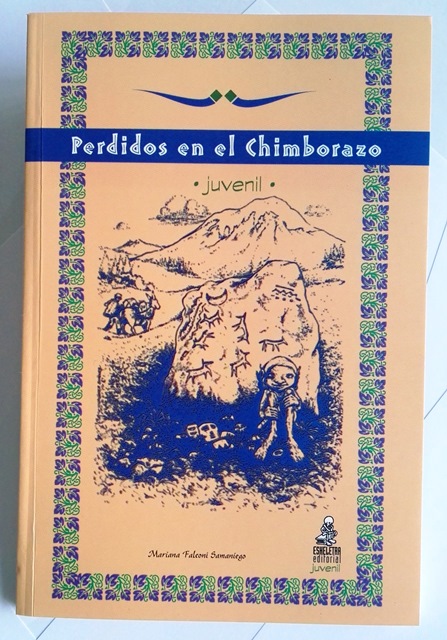 Perdidos en el Chimborazo
• juvenil •
Mariana Falconí Samaniego
ESKELETRA
editorial
juvenil